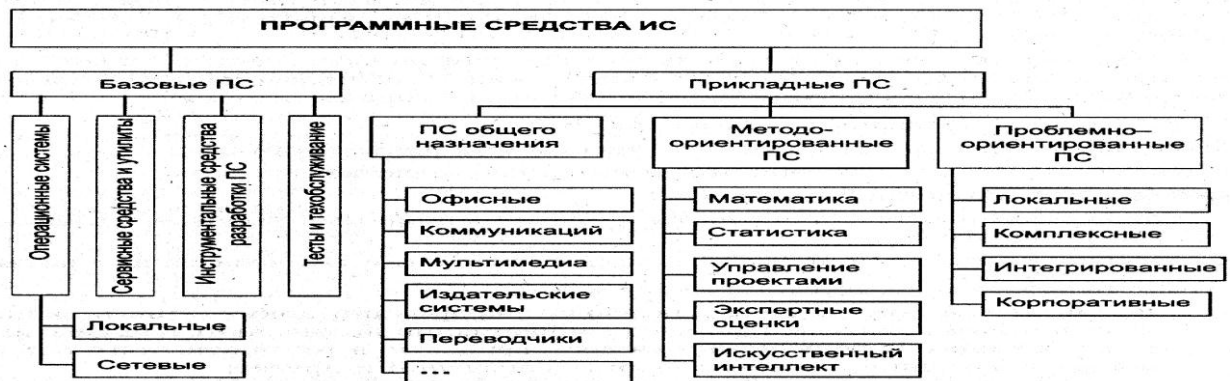 ПРОГРАММНЫЕ СРЕДСТВА ИС
Базовые ПС
Операционные системы
Сервисные средства и утилиты
Инструментальные средства
разработки ПС
Тесты и техобслуживание
Локальные
Сетевые
Прикладные ПС
ПС общего
назначения
Офисные
Коммуникаций
Мультимедиа
Издательские
системы
Переводчики
...
Методо-
ориентированные
ПС
Математика
Статистика
Управление
проектами
Экспертные
оценки
Искусственный
интеллект
Проблемно–
ориентированные
ПС
Локальные
Комплексные
Интегрированные
Корпоративные